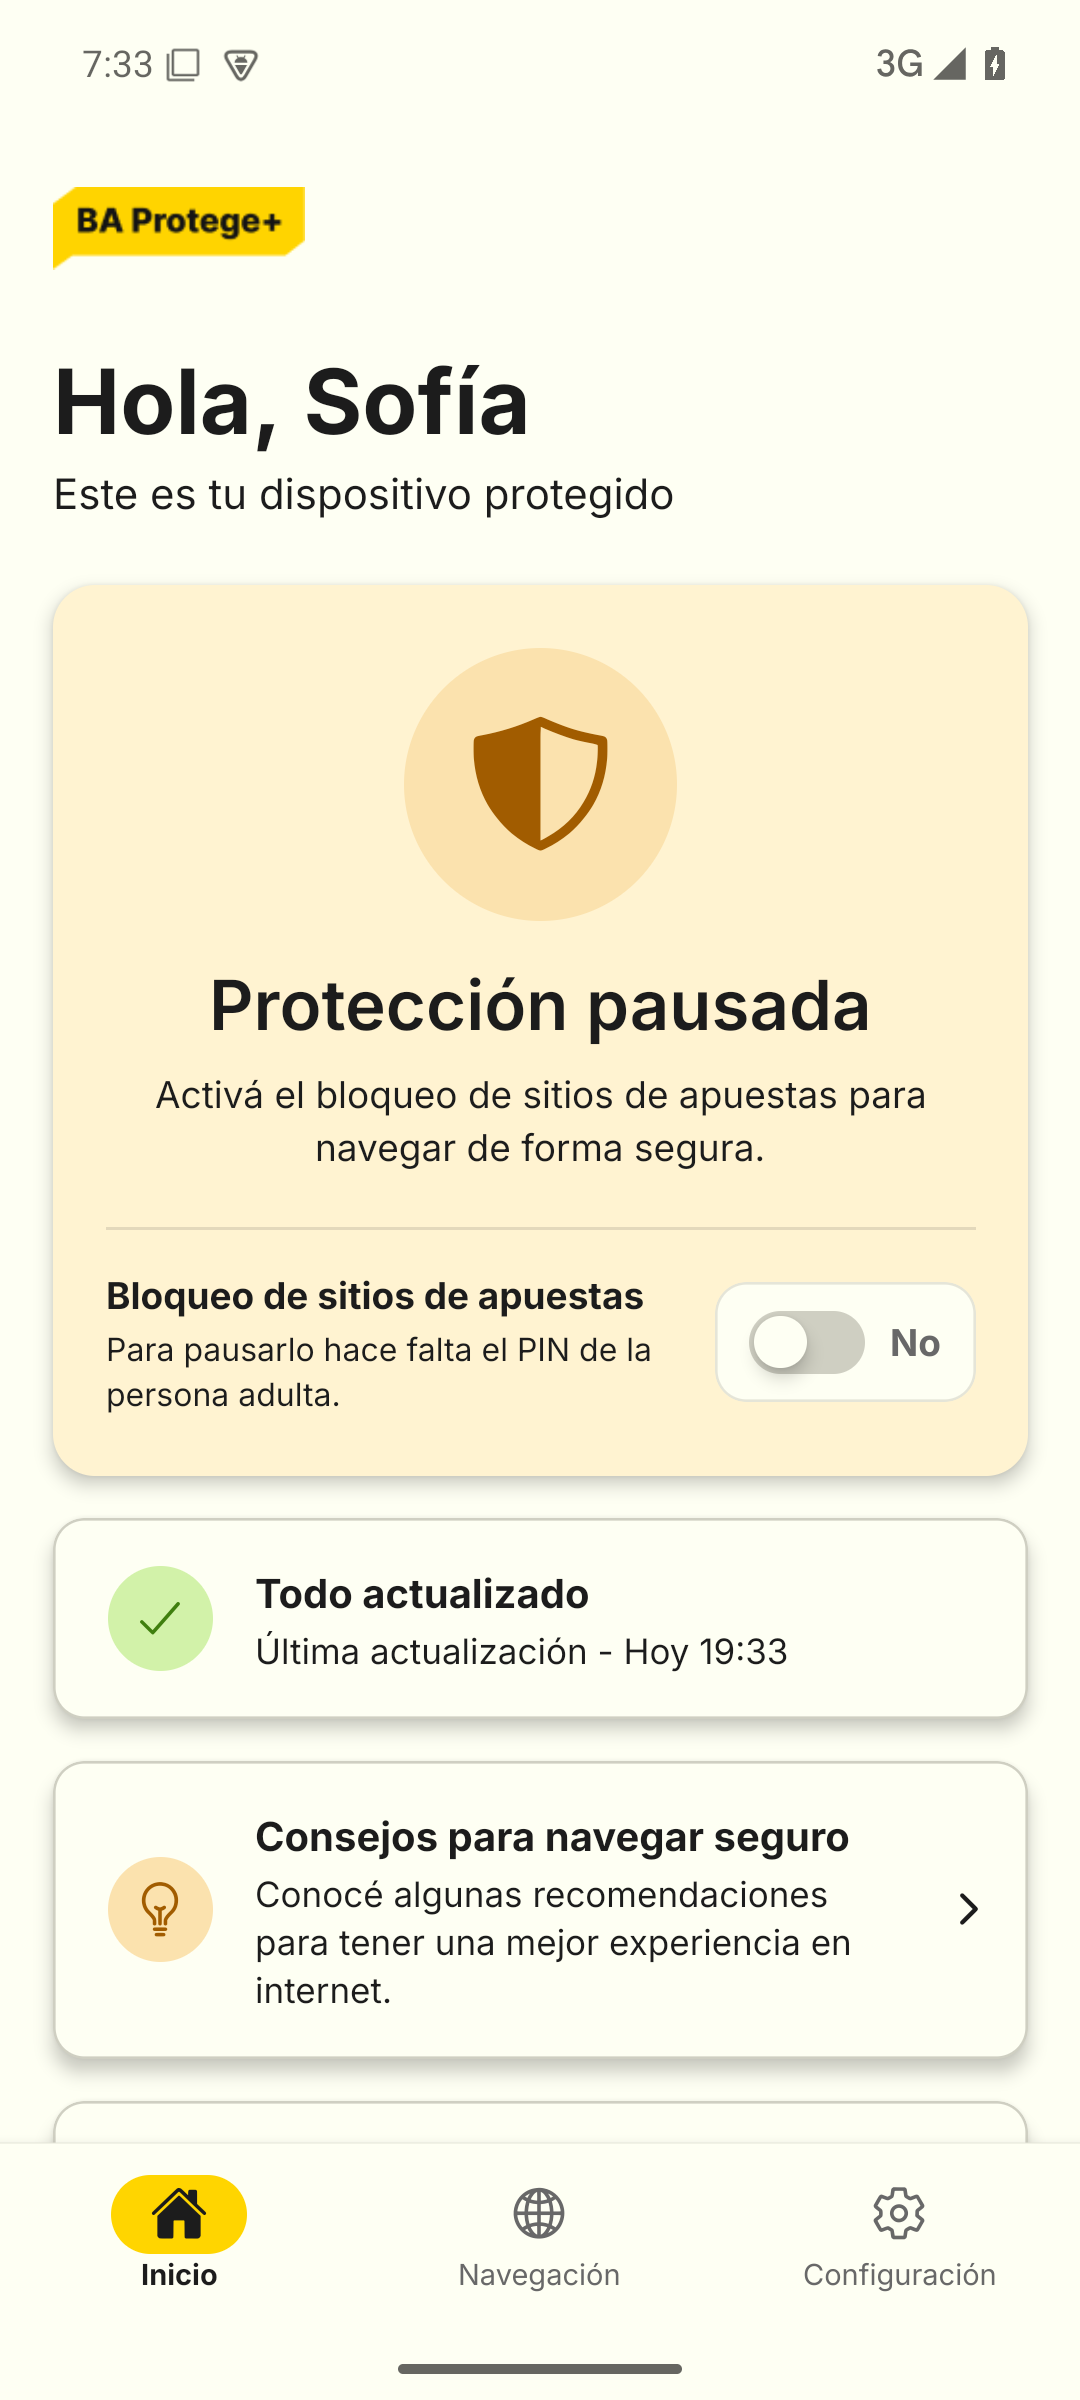 7:33
3G
BA Protege+
Hola, Sofía
Este es tu dispositivo protegido
Protección pausada
Activá el bloqueo de sitios de apuestas para
navegar de forma segura.
Bloqueo de sitios de apuestas
Para pausarlo hace falta el PIN de la
persona adulta.
No
Todo actualizado
Última actualización - Hoy 19:33
Consejos para navegar seguro
Conocé algunas recomendaciones
para tener una mejor experiencia en
internet.
Inicio
Navegación
Configuración